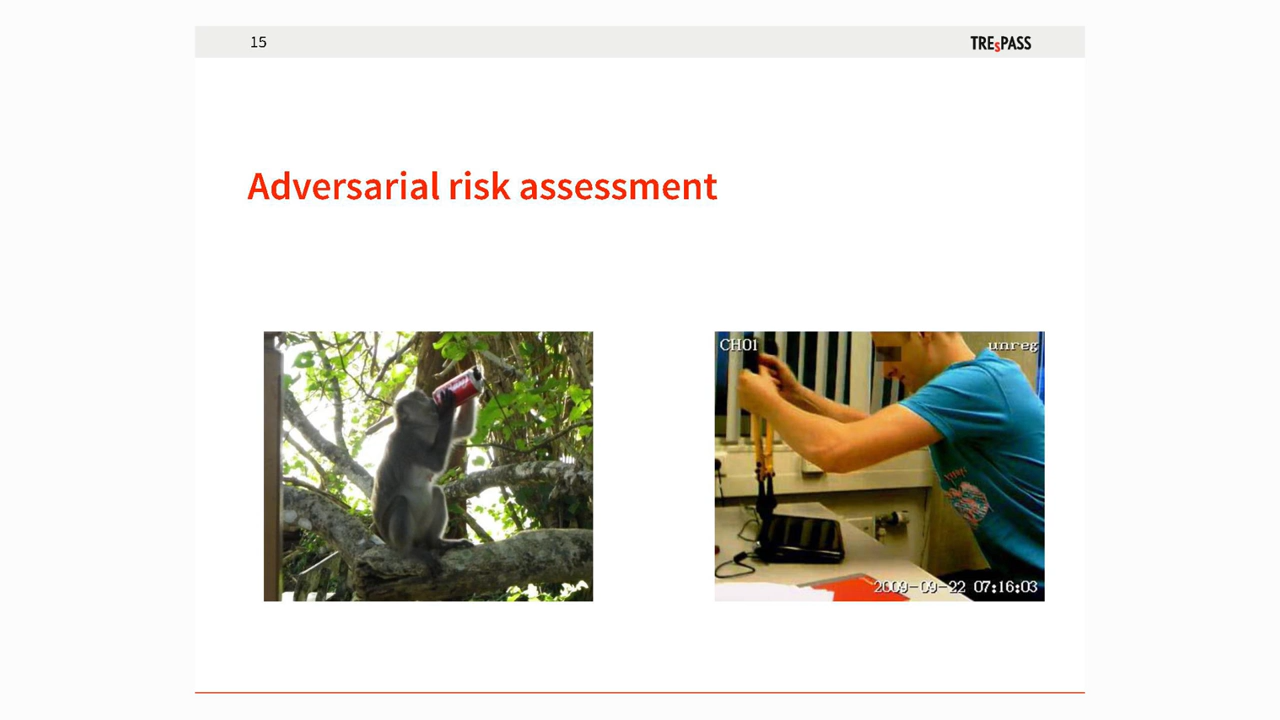 15
TREsPASS
Adversarial risk assessment
CH01
unreg
2009-09-22 07:16:03